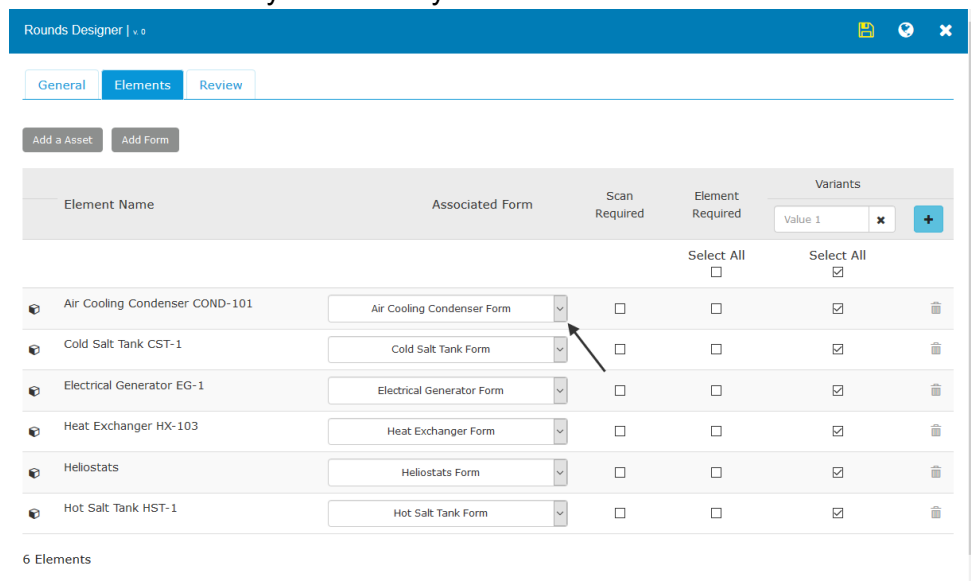 Rounds Designer | v. 0
General Elements Review
Add a Asset Add Form
Element Name Associated Form Scan Required Element Required Variants
Value 1
Select All Select All
Air Cooling Condenser COND-101 Air Cooling Condenser Form
Cold Salt Tank CST-1 Cold Salt Tank Form
Electrical Generator EG-1 Electrical Generator Form
Heat Exchanger HX-103 Heat Exchanger Form
Heliostats Heliostats Form
Hot Salt Tank HST-1 Hot Salt Tank Form
6 Elements